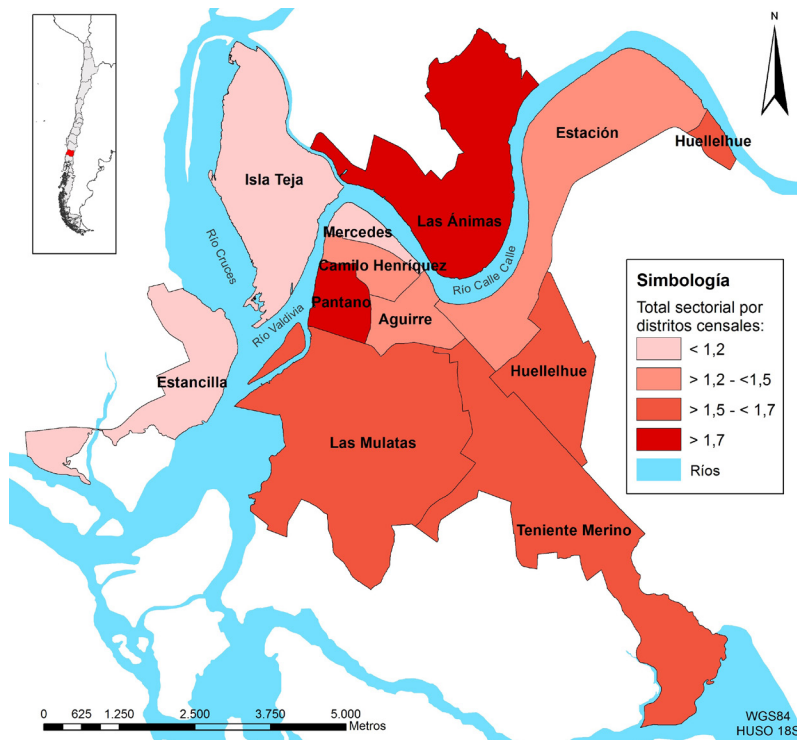 N
Estación
Huellelhue
Isla Teja
Las Ánimas
Mercedes
Río Cruces
Camilo Henríquez
Río Calle Calle
Pantano
Aguirre
Río Valdivia
Estancilla
Huellelhue
Las Mulatas
Teniente Merino
Simbología
Total sectorial por
distritos censales:
< 1,2
> 1,2 - <1,5
> 1,5 - < 1,7
> 1,7
Ríos
0 625 1.250 2.500 3.750 5.000
Metros
WGS84
HUSO 18S